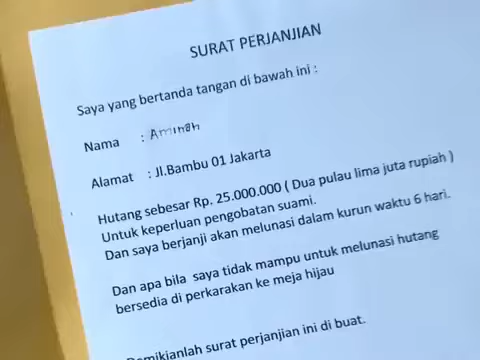 SURAT PERJANJIAN
Saya yang bertanda tangan di bawah ini :
Nama : Aminah
Alamat : Jl.Bambu 01 Jakarta
Hutang sebesar Rp. 25.000.000 ( Dua pulau lima juta rupiah )
Untuk keperluan pengobatan suami.
Dan saya berjanji akan melunasi dalam kurun waktu 6 hari.
Dan apa bila saya tidak mampu untuk melunasi hutang
bersedia di perkarakan ke meja hijau
Demikianlah surat perjanjian ini di buat.